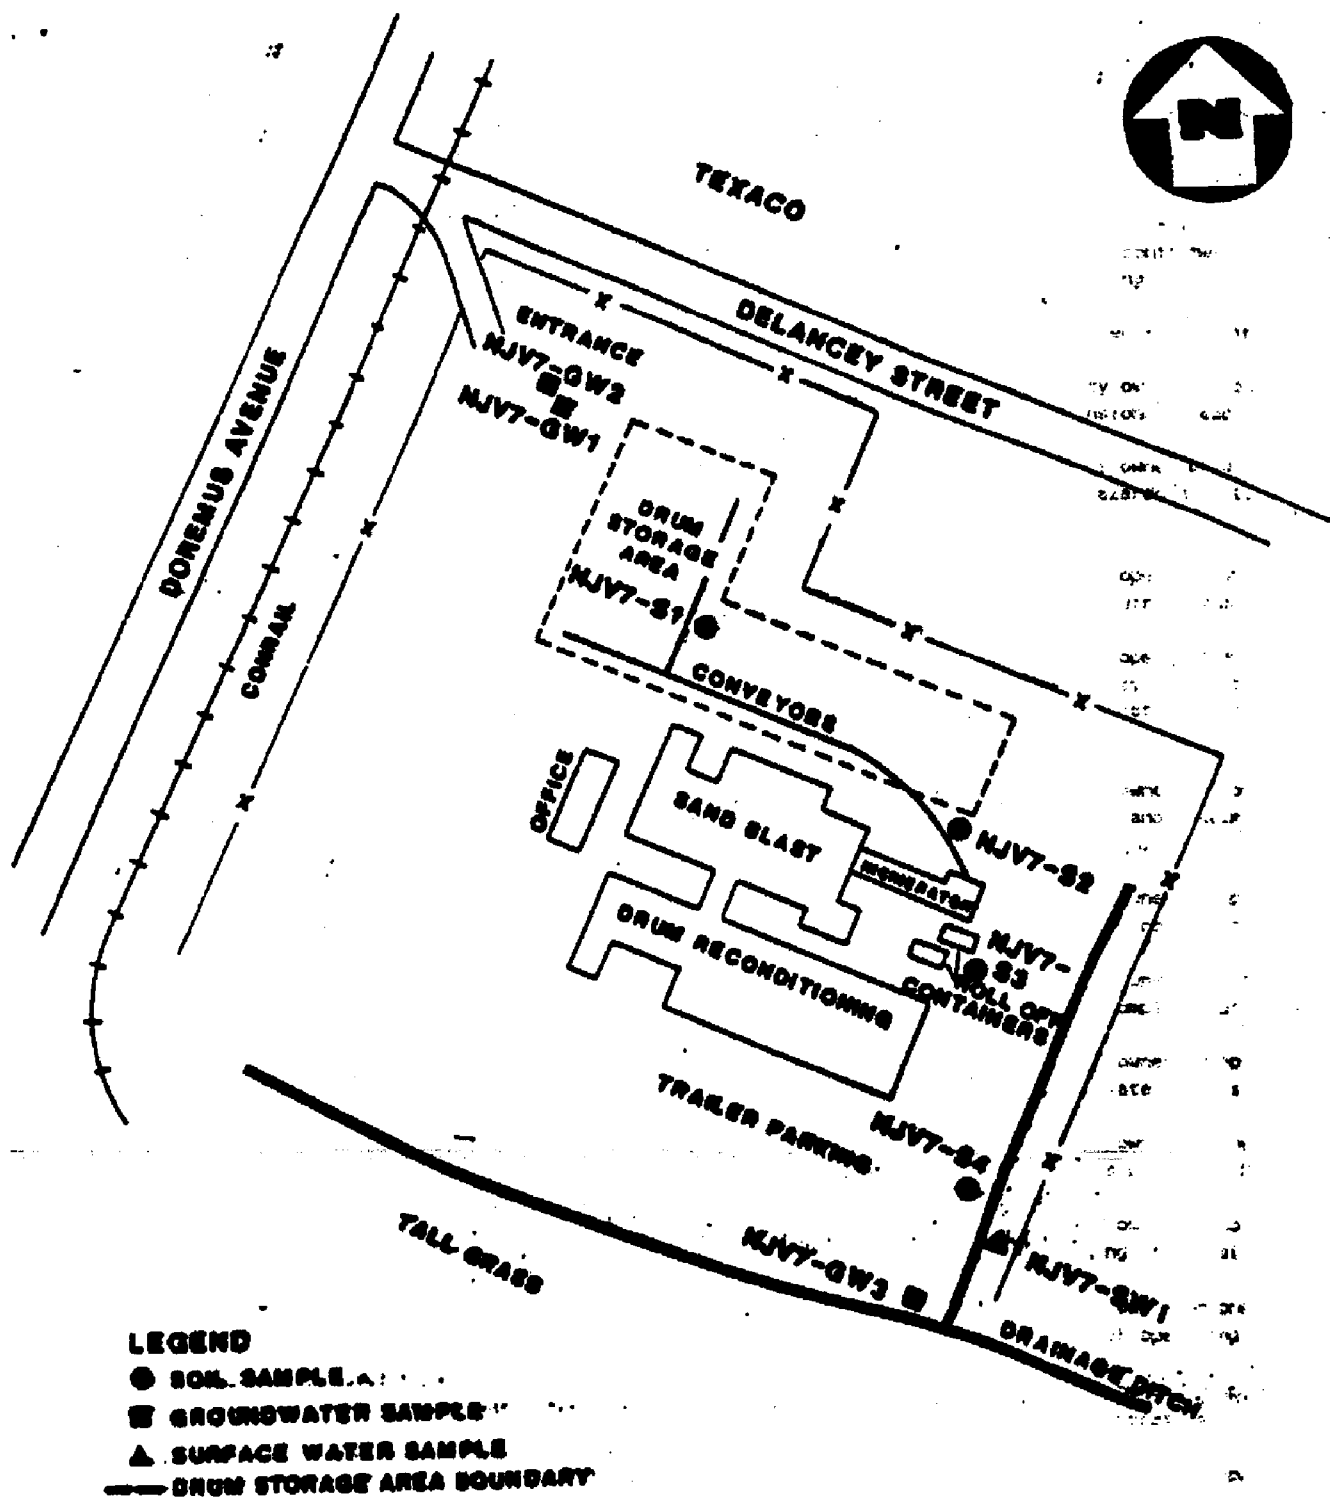 N
TEXACO
DELANCEY STREET
ENTRANCE
NJV7-GW2
NJV7-GW1
DOREMUS AVENUE
CONRAIL
DRUM
STORAGE
AREA
NJV7-S1
CONVEYORS
OFFICE
SAND BLAST
INCINERATOR
NJV7-S2
NJV7-
S3
ROLL OFF
CONTAINERS
DRUM RECONDITIONING
TRAILER PARKING
NJV7-S4
NJV7-GW3
NJV7-SW1
DRAINAGE DITCH
TALL GRASS
LEGEND
SOIL SAMPLE
GROUNDWATER SAMPLE
SURFACE WATER SAMPLE
DRUM STORAGE AREA BOUNDARY